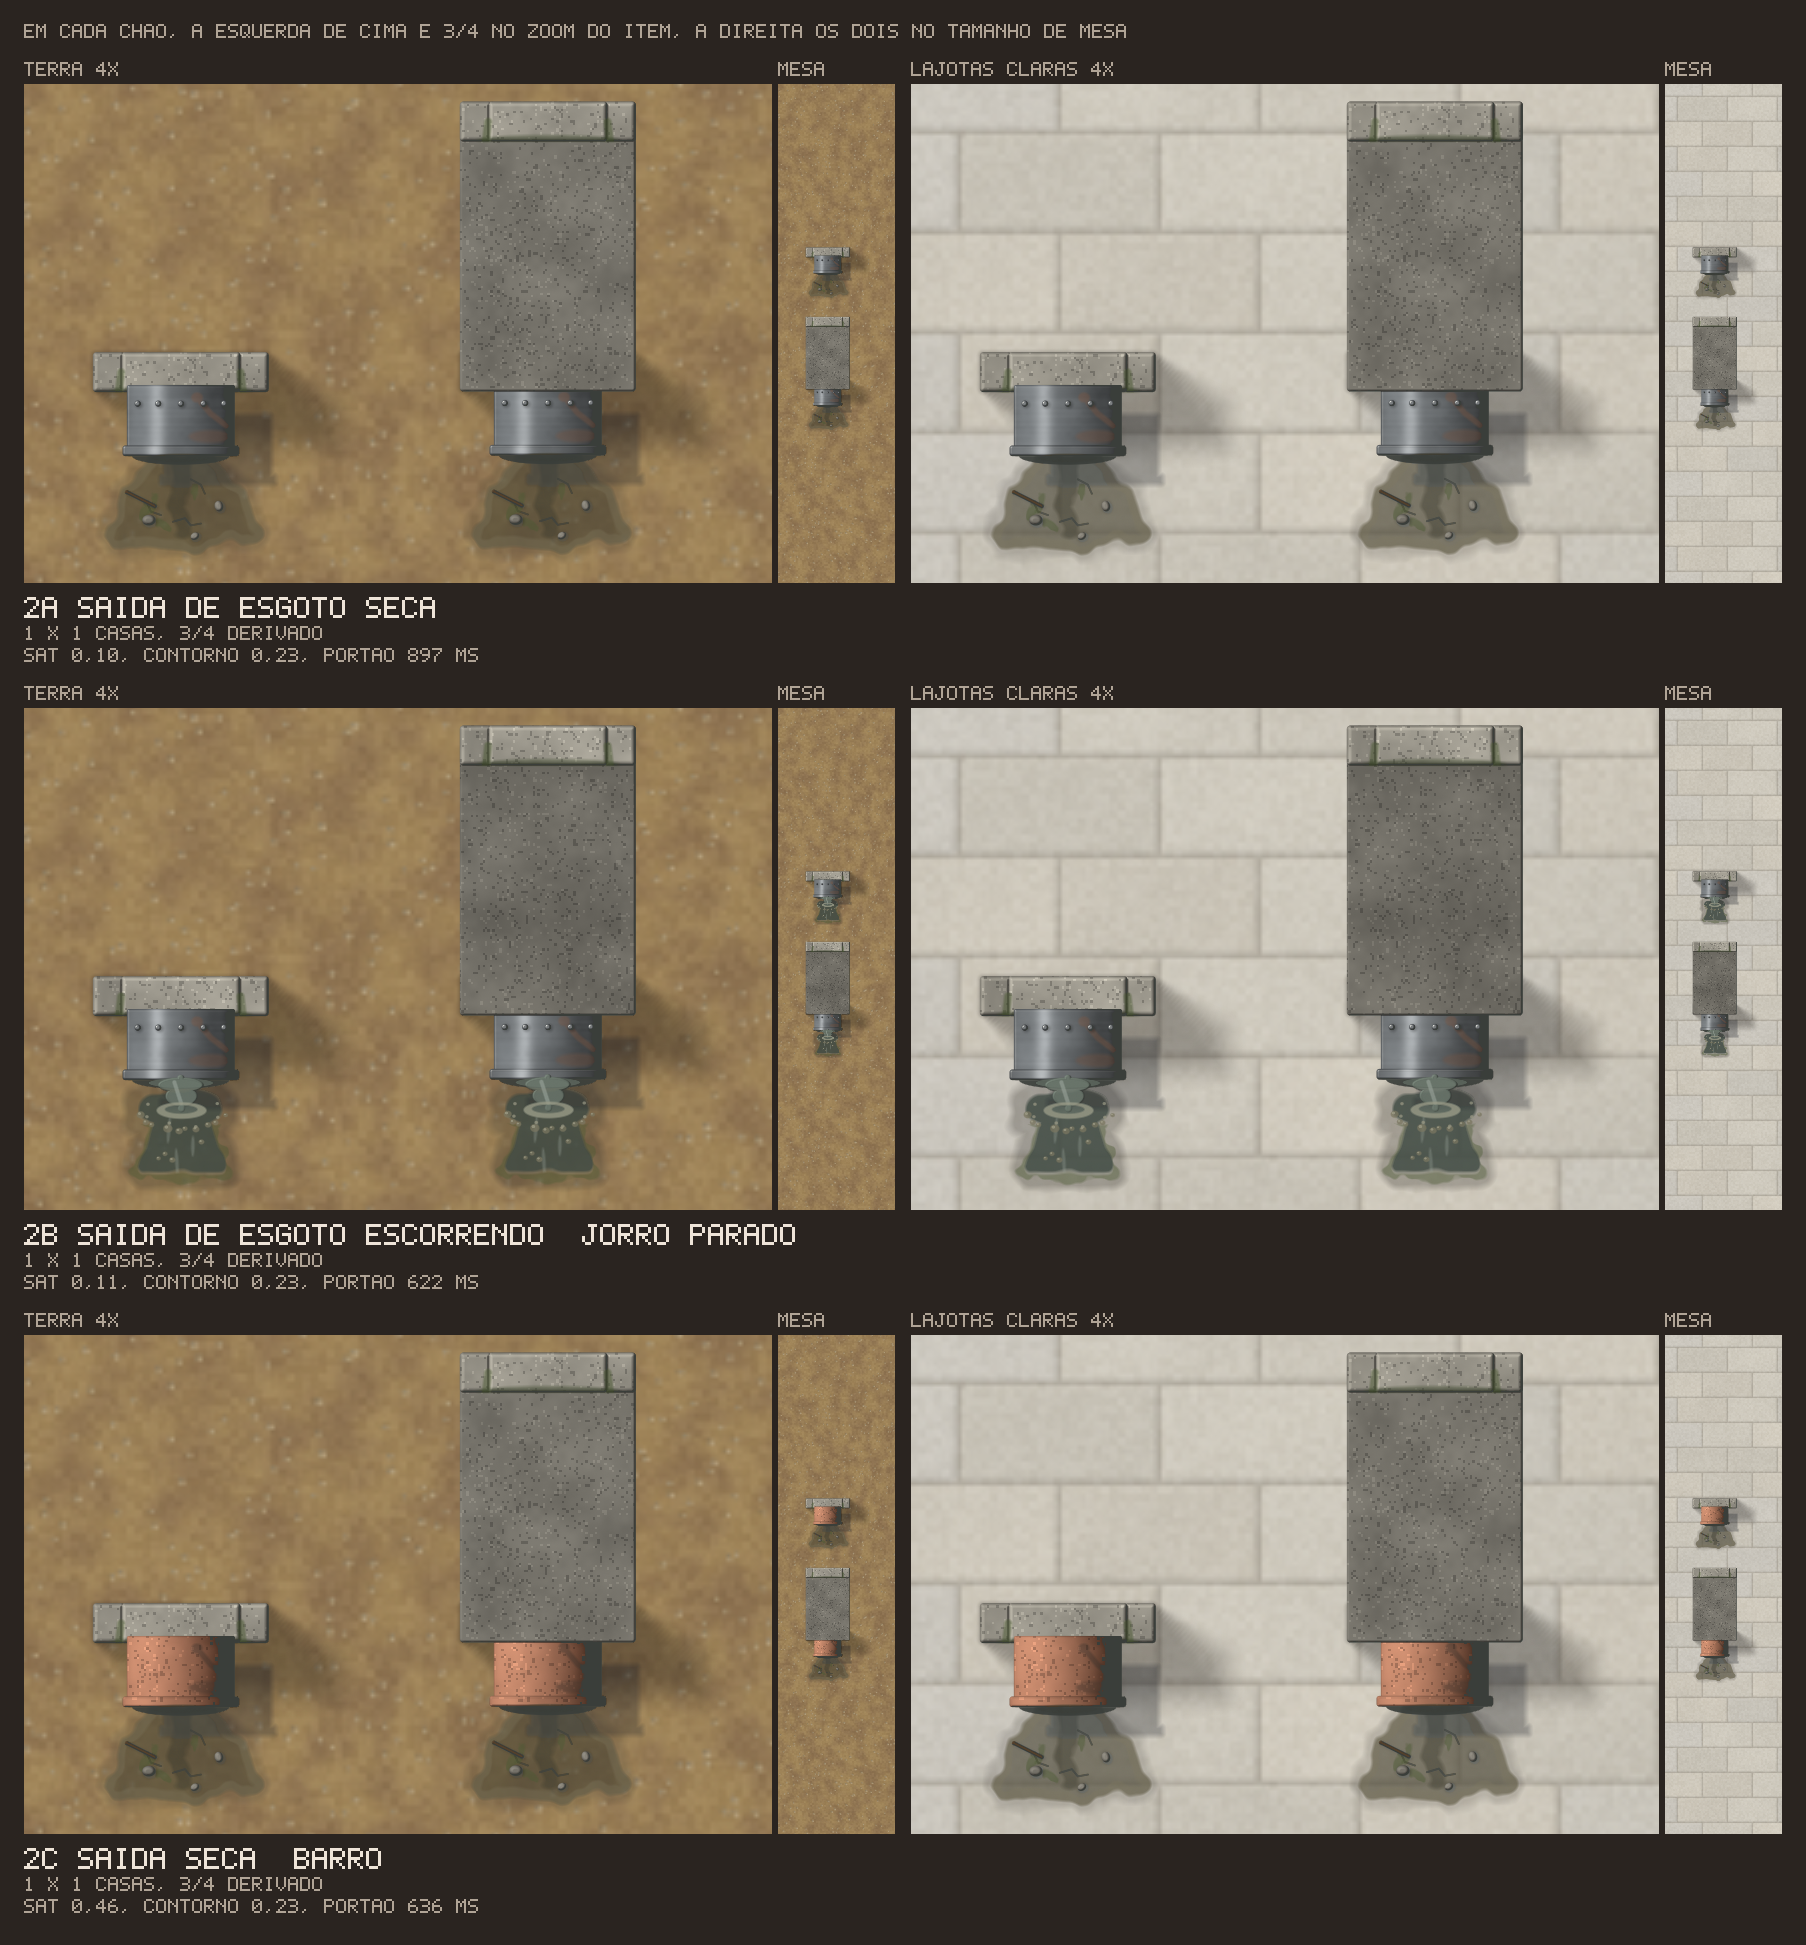 EM CADA CHAO, A ESQUERDA DE CIMA E 3/4 NO ZOOM DO ITEM, A DIREITA OS DOIS NO TAMANHO DE MESA
TERRA 4X
MESA
LAJOTAS CLARAS 4X
MESA
2A SAIDA DE ESGOTO SECA
1 X 1 CASAS, 3/4 DERIVADO
SAT 0,10, CONTORNO 0,23, PORTAO 897 MS
TERRA 4X
MESA
LAJOTAS CLARAS 4X
MESA
2B SAIDA DE ESGOTO ESCORRENDO  JORRO PARADO
1 X 1 CASAS, 3/4 DERIVADO
SAT 0,11, CONTORNO 0,23, PORTAO 622 MS
TERRA 4X
MESA
LAJOTAS CLARAS 4X
MESA
2C SAIDA SECA  BARRO
1 X 1 CASAS, 3/4 DERIVADO
SAT 0,46, CONTORNO 0,23, PORTAO 636 MS